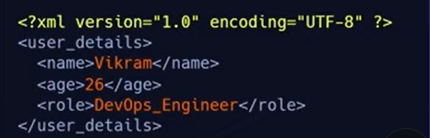 <?xml version="1.0" encoding="UTF-8" ?>
<user_details>
<name>Vikram</name>
<age>26</age>
<role>DevOps_Engineer</role>
</user_details>